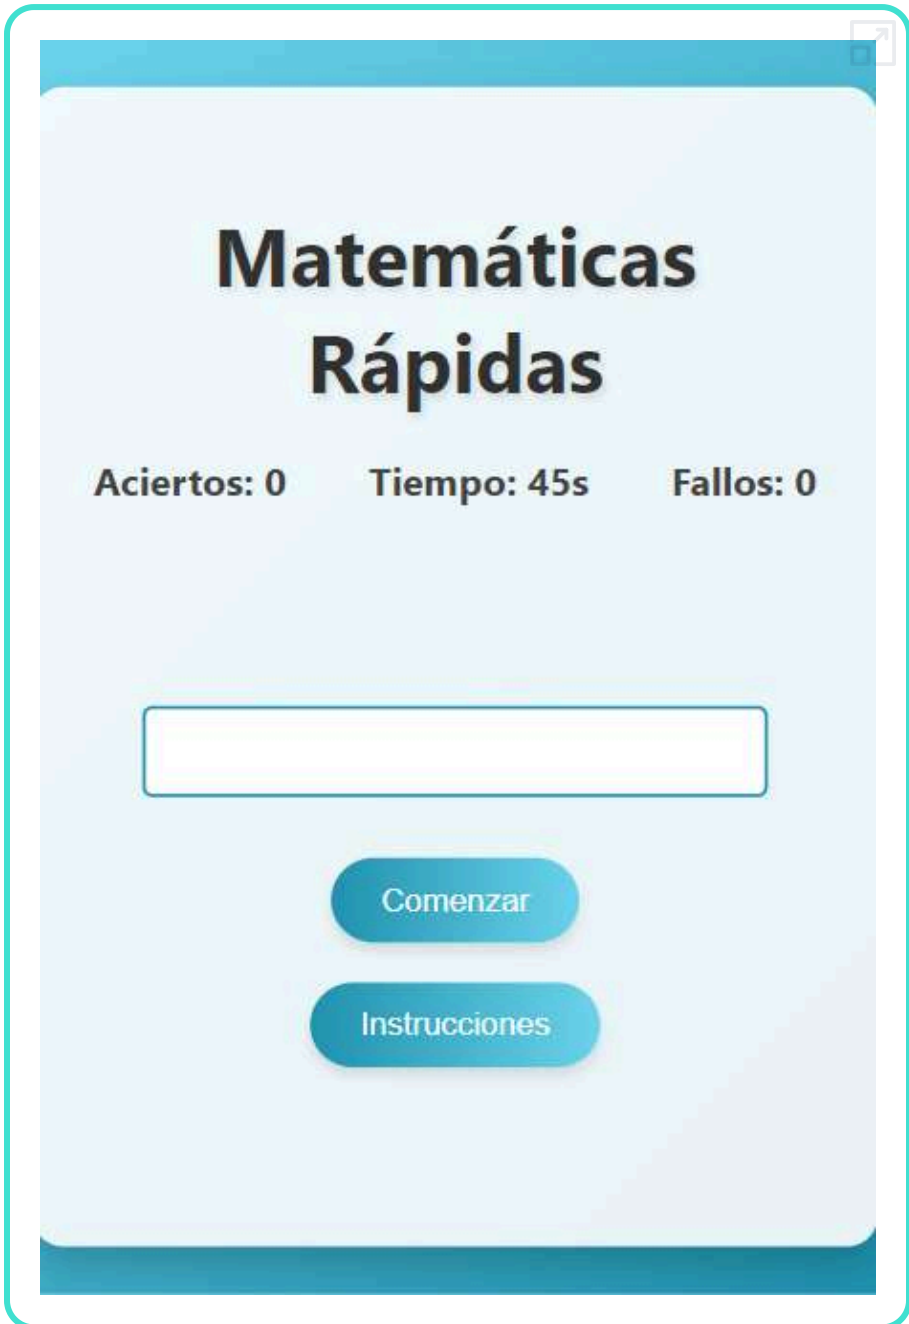 Matemáticas
Rápidas
Aciertos: 0 Tiempo: 45s Fallos: 0
Comenzar
Instrucciones